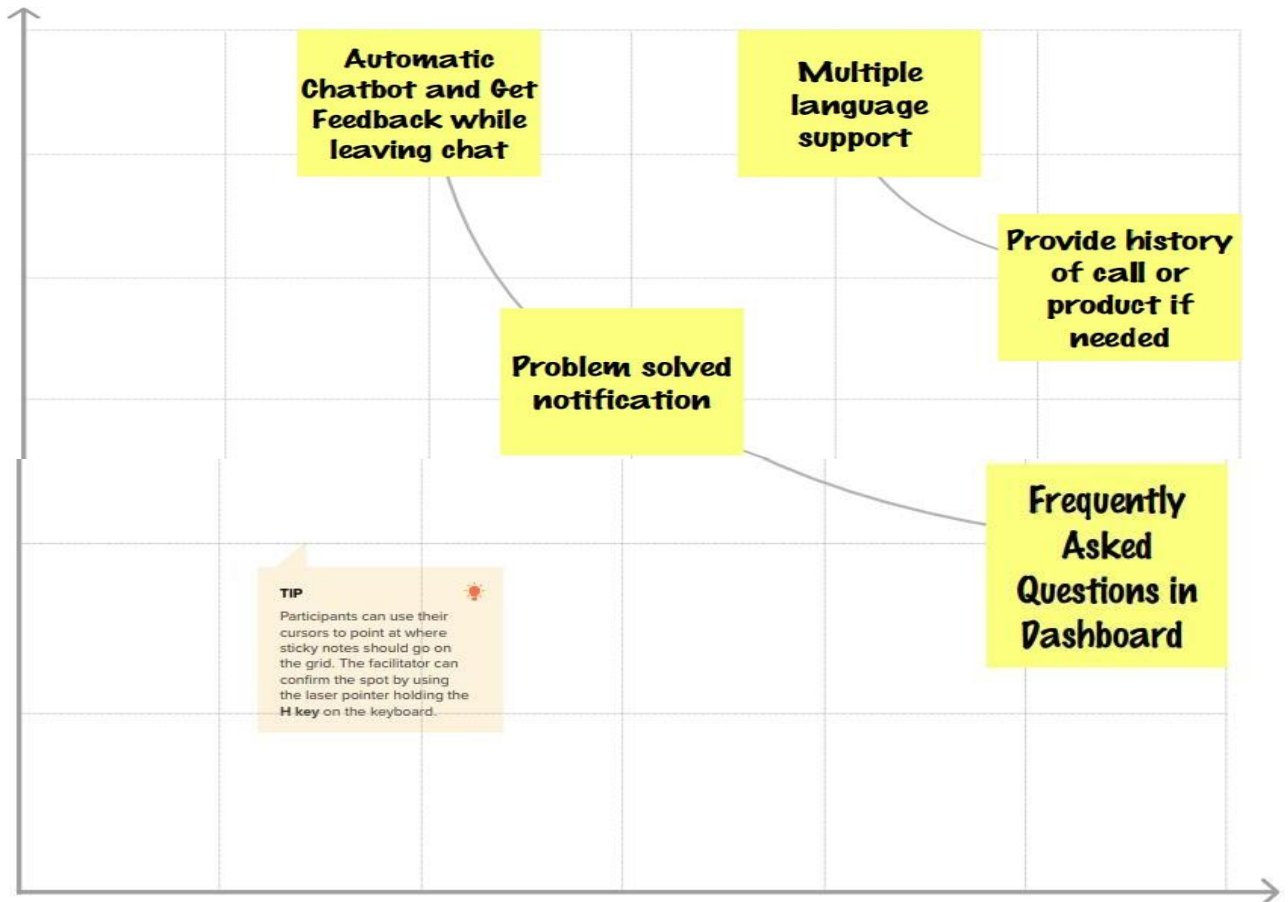 Automatic
Chatbot and Get
Feedback while
leaving chat
Multiple
language
support
Provide history
of call or
product if
needed
Problem solved
notification
Frequently
Asked
Questions in
Dashboard
TIP
Participants can use their
cursors to point at where
sticky notes should go on
the grid. The facilitator can
confirm the spot by using
the laser pointer holding the
H key on the keyboard.